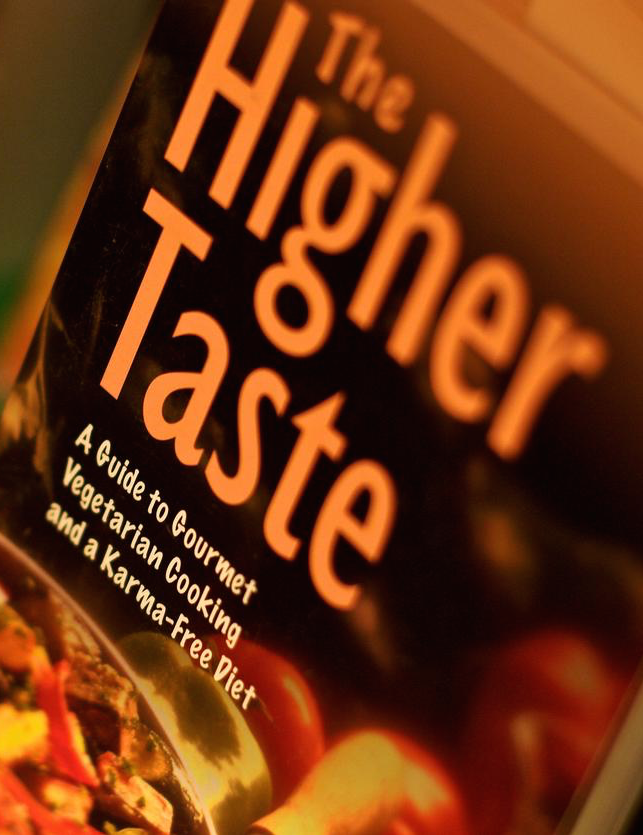 The
Higher
Taste
A Guide to Gourmet
Vegetarian Cooking
and a Karma-Free Diet